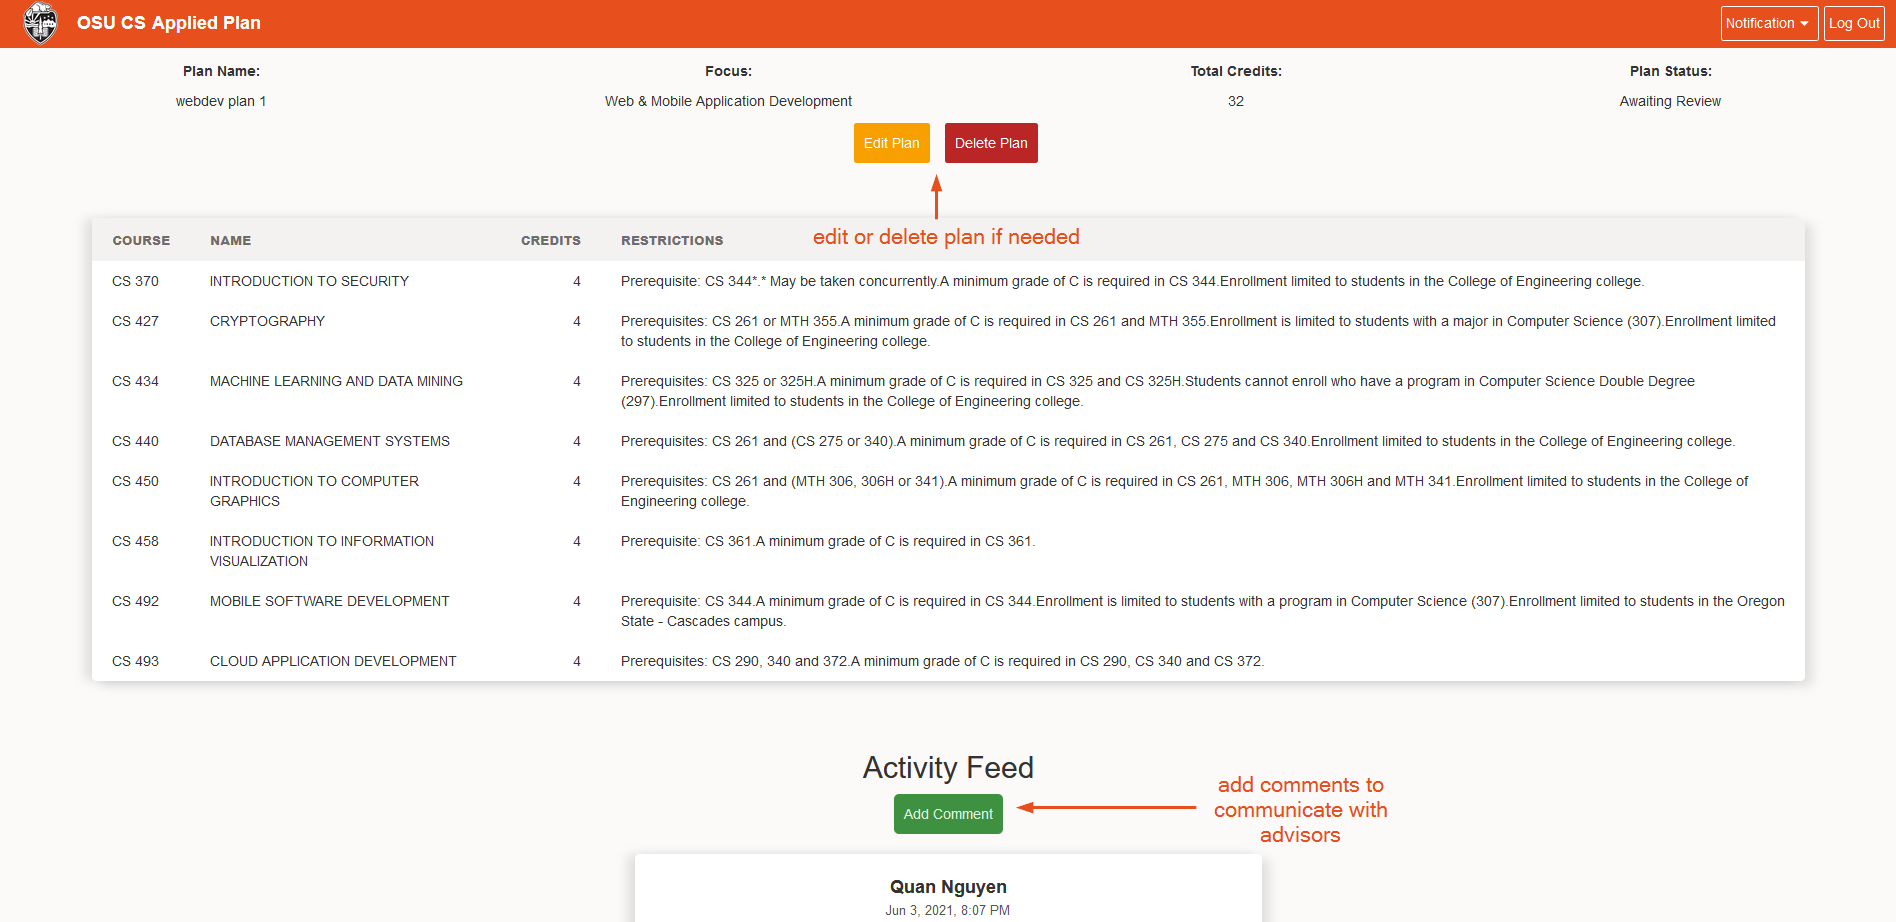 OSU CS Applied Plan
Notification
Log Out
Plan Name:
Focus:
Total Credits:
Plan Status:
webdev plan 1
Web & Mobile Application Development
32
Awaiting Review
Edit Plan
Delete Plan
edit or delete plan if needed
COURSE NAME CREDITS RESTRICTIONS
CS 370 INTRODUCTION TO SECURITY 4 Prerequisite: CS 344*.* May be taken concurrently.A minimum grade of C is required in CS 344.Enrollment limited to students in the College of Engineering college.
CS 427 CRYPTOGRAPHY 4 Prerequisites: CS 261 or MTH 355.A minimum grade of C is required in CS 261 and MTH 355.Enrollment is limited to students with a major in Computer Science (307).Enrollment limited
to students in the College of Engineering college.
CS 434 MACHINE LEARNING AND DATA MINING 4 Prerequisites: CS 325 or 325H.A minimum grade of C is required in CS 325 and CS 325H.Students cannot enroll who have a program in Computer Science Double Degree
(297).Enrollment limited to students in the College of Engineering college.
CS 440 DATABASE MANAGEMENT SYSTEMS 4 Prerequisites: CS 261 and (CS 275 or 340).A minimum grade of C is required in CS 261, CS 275 and CS 340.Enrollment limited to students in the College of Engineering college.
CS 450 INTRODUCTION TO COMPUTER 4 Prerequisites: CS 261 and (MTH 306, 306H or 341).A minimum grade of C is required in CS 261, MTH 306, MTH 306H and MTH 341.Enrollment limited to students in the College of
GRAPHICS Engineering college.
CS 458 INTRODUCTION TO INFORMATION 4 Prerequisite: CS 361.A minimum grade of C is required in CS 361.
VISUALIZATION
CS 492 MOBILE SOFTWARE DEVELOPMENT 4 Prerequisite: CS 344.A minimum grade of C is required in CS 344.Enrollment is limited to students with a program in Computer Science (307).Enrollment limited to students in the Oregon
State - Cascades campus.
CS 493 CLOUD APPLICATION DEVELOPMENT 4 Prerequisites: CS 290, 340 and 372.A minimum grade of C is required in CS 290, CS 340 and CS 372.
Activity Feed
Add Comment
add comments to
communicate with
advisors
Quan Nguyen
Jun 3, 2021, 8:07 PM